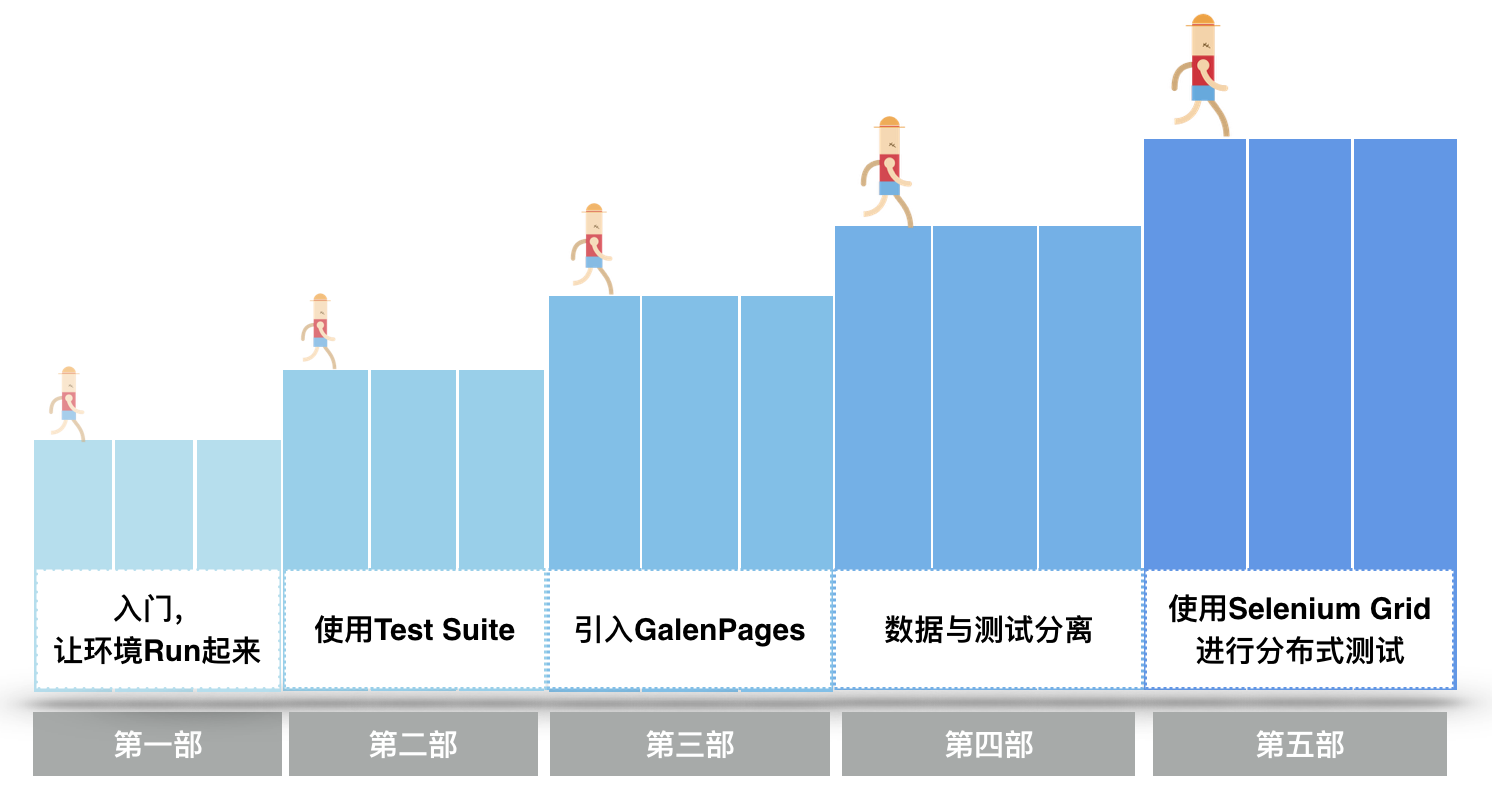 入门，
让环境Run起来
使用Test Suite
引入GalenPages
数据与测试分离
使用Selenium Grid
进行分布式测试
第一部
第二部
第三部
第四部
第五部